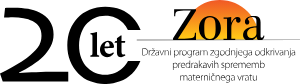 20 let
Zora
Državni program zgodnjega odkrivanja
predrakavih sprememb
materničnega vratu